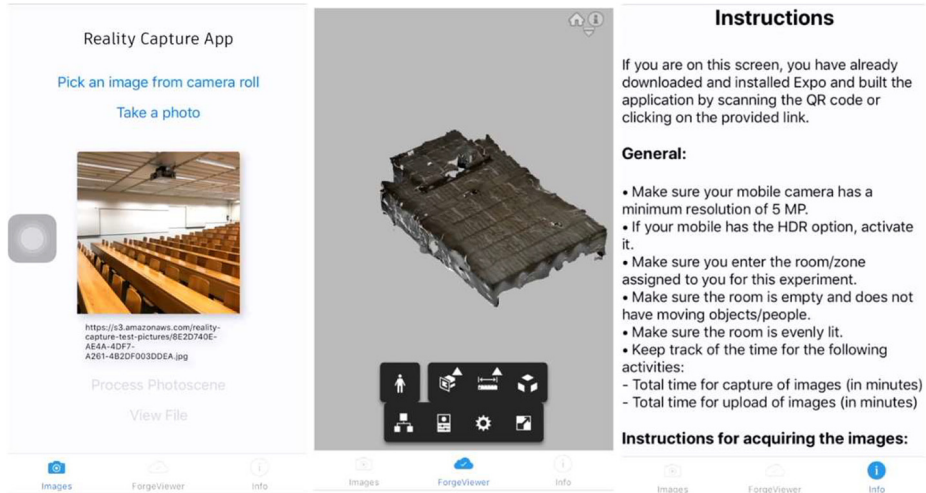 Reality Capture App
Pick an image from camera roll
Take a photo
https://s3.amazonaws.com/reality-
capture-test-pictures/8E2D740E-
AE4A-4DF7-
A261-4B2DF003DDEA.jpg
Process Photoscene
View File
Images
ForgeViewer
Info
Images
ForgeViewer
Info
Instructions
If you are on this screen, you have already
downloaded and installed Expo and built the
application by scanning the QR code or
clicking on the provided link.
General:
• Make sure your mobile camera has a
minimum resolution of 5 MP.
• If your mobile has the HDR option, activate
it.
• Make sure you enter the room/zone
assigned to you for this experiment.
• Make sure the room is empty and does not
have moving objects/people.
• Make sure the room is evenly lit.
• Keep track of the time for the following
activities:
- Total time for capture of images (in minutes)
- Total time for upload of images (in minutes)
Instructions for acquiring the images:
Images
ForgeViewer
Info